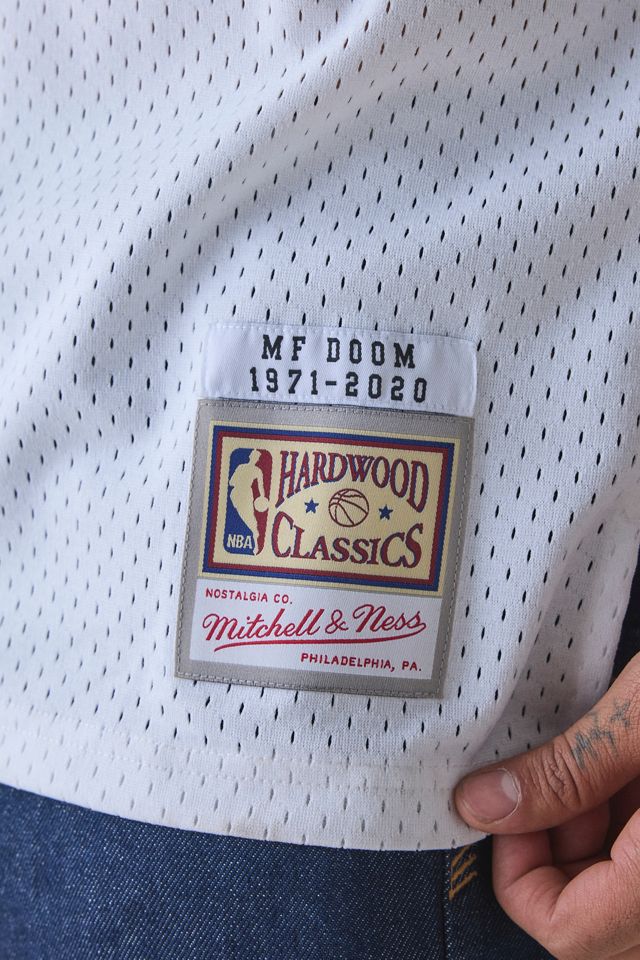 MF DOOM
1971-2020
HARDWOOD
NBA
CLASSICS
NOSTALGIA CO.
Mitchell & Ness
PHILADELPHIA, PA.